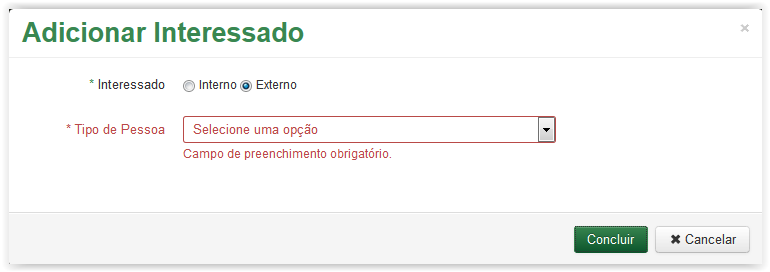 Adicionar Interessado ×
* Interessado Interno Externo
* Tipo de Pessoa Selecione uma opção
Campo de preenchimento obrigatório.
Concluir ✖ Cancelar